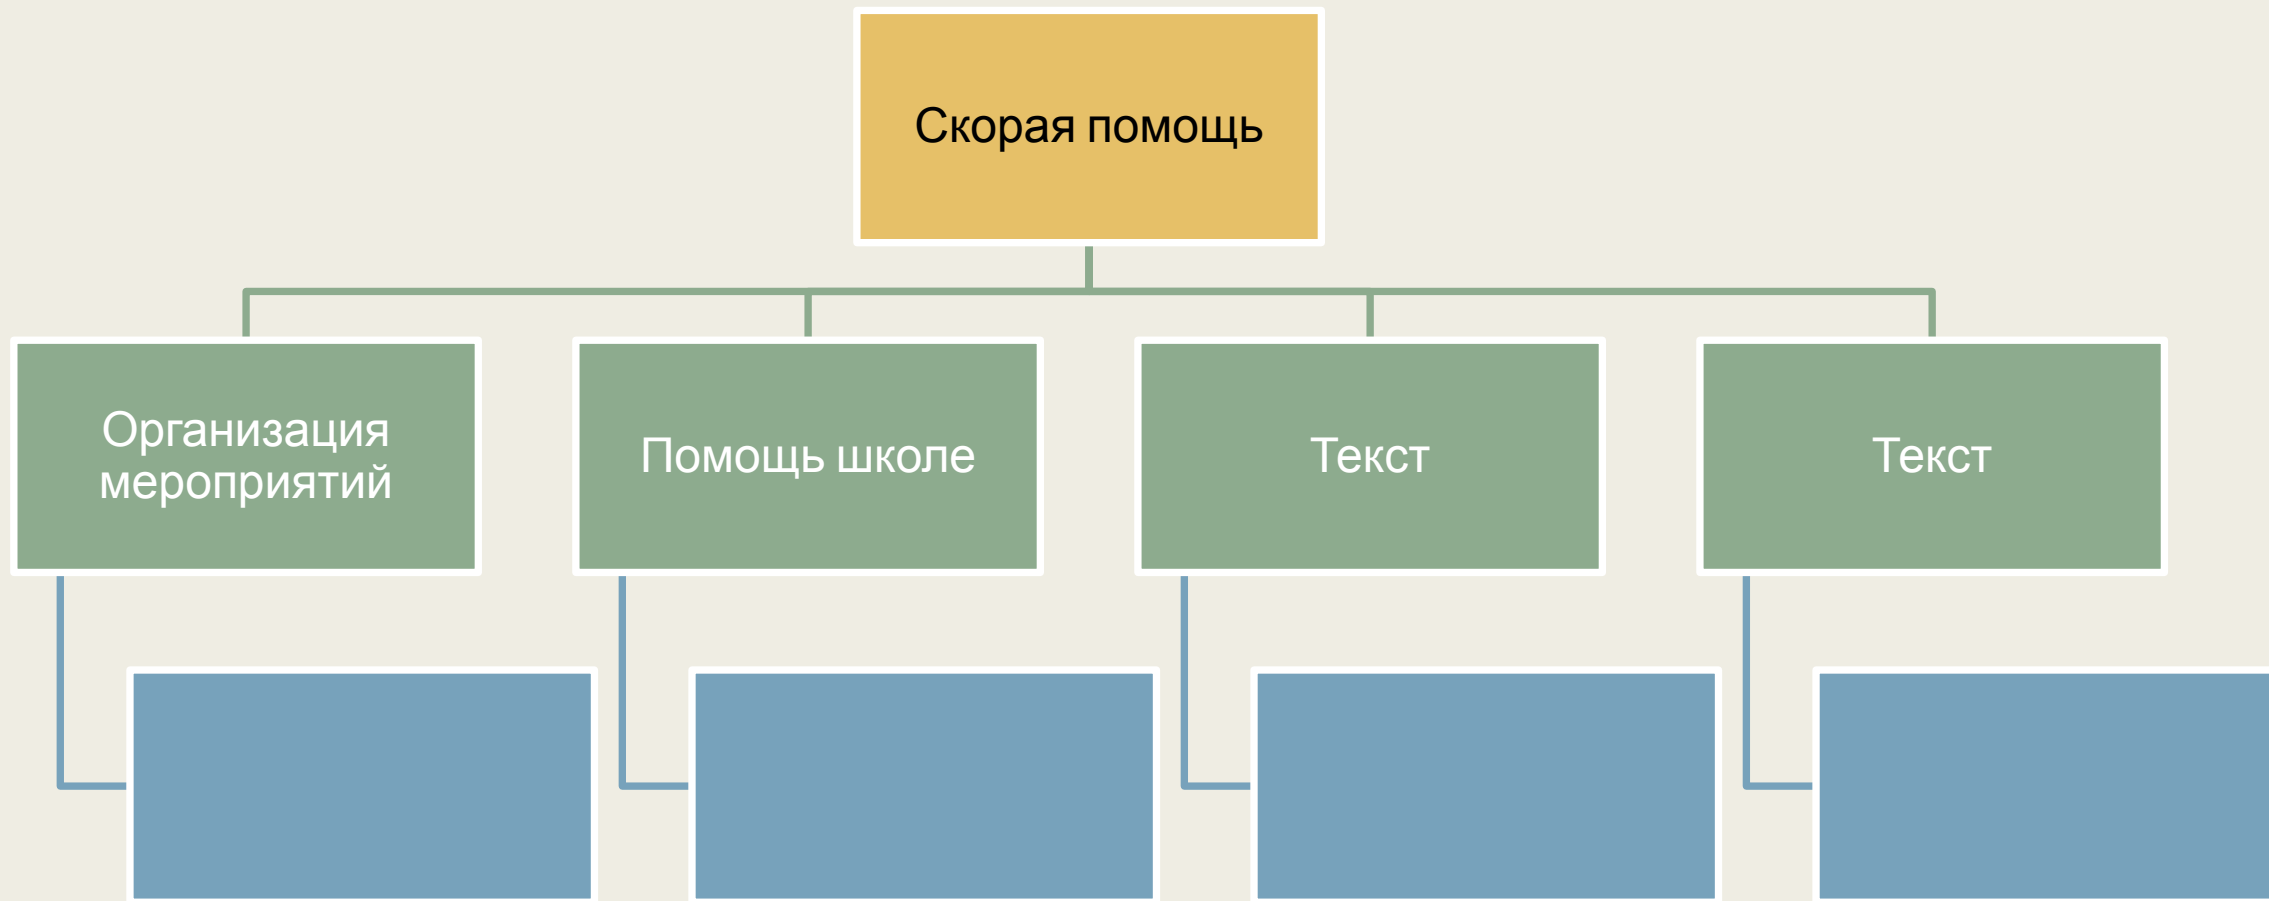 Скорая помощь
Организация
мероприятий
Помощь школе
Текст
Текст